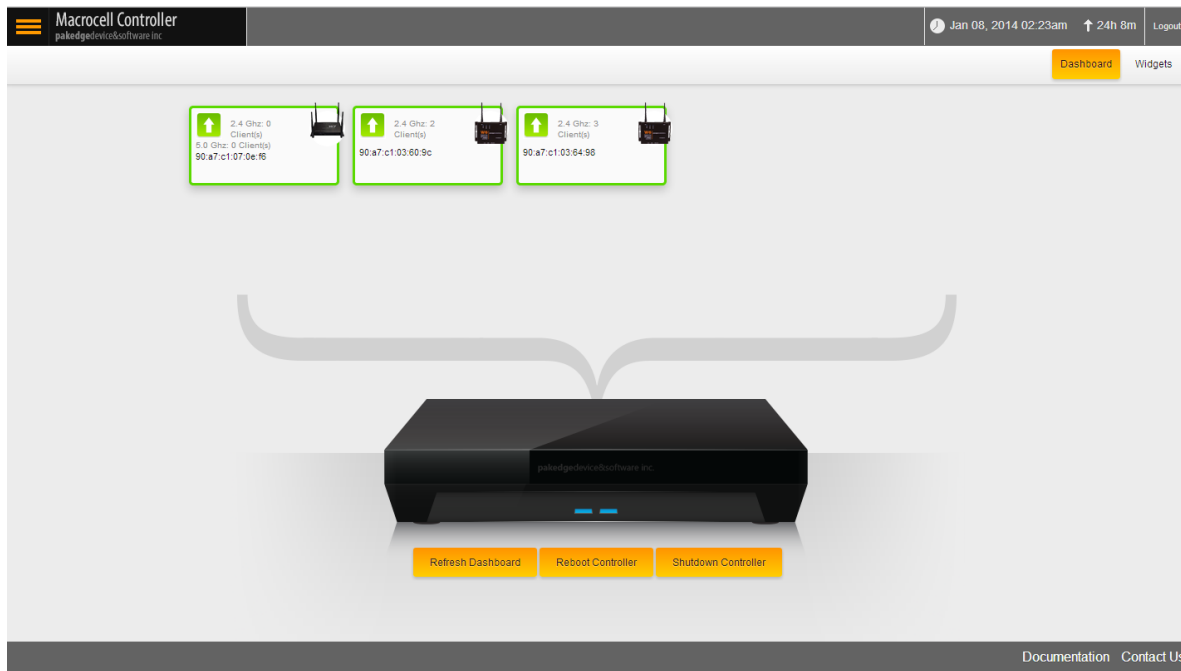 Macrocell Controller
pakedgedevice&software inc
Jan 08, 2014 02:23am
24h 8m
Logout
Dashboard
Widgets
2.4 Ghz: 0
Client(s)
5.0 Ghz: 0 Client(s)
90:a7:c1:07:0e:f6
2.4 Ghz: 2
Client(s)
90:a7:c1:03:60:9c
2.4 Ghz: 3
Client(s)
90:a7:c1:03:64:98
pakedgedevice&software inc.
Refresh Dashboard
Reboot Controller
Shutdown Controller
Documentation
Contact Us